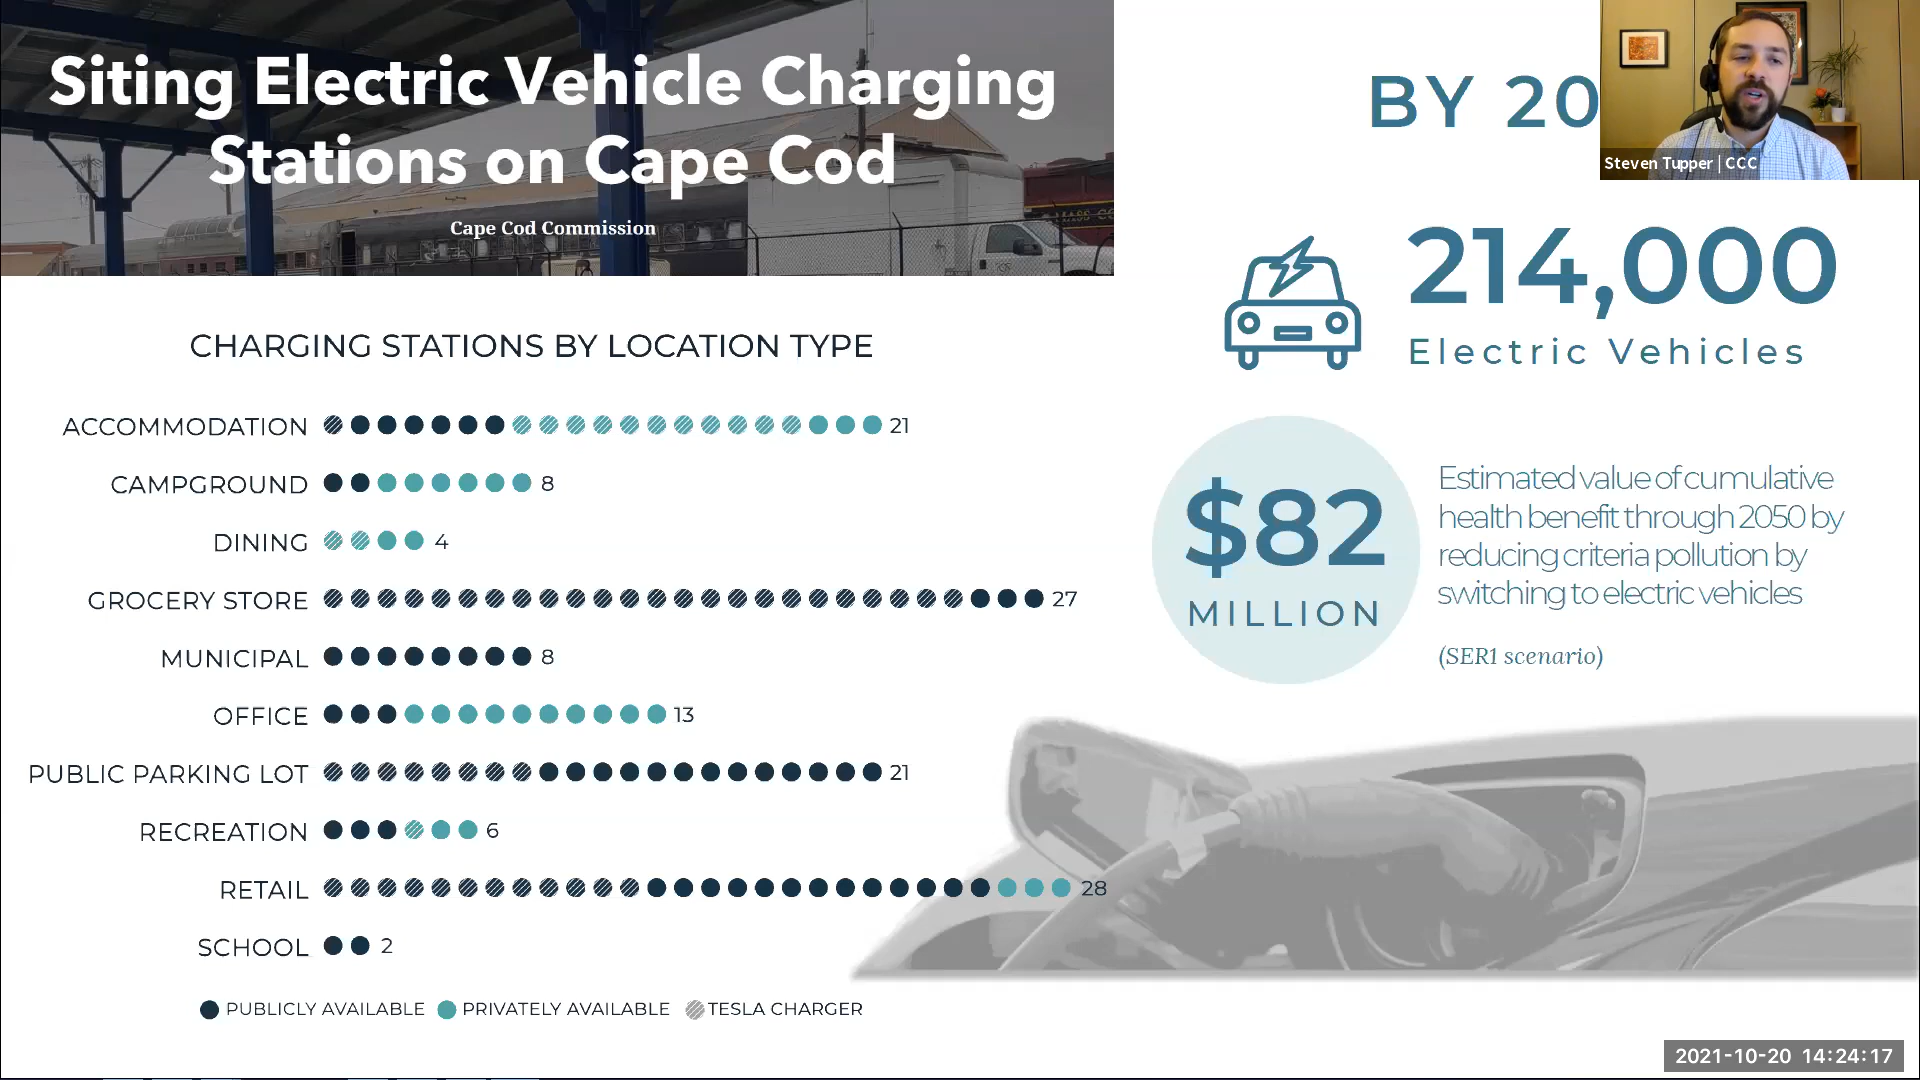 Siting Electric Vehicle Charging
Stations on Cape Cod
Cape Cod Commission
CHARGING STATIONS BY LOCATION TYPE
ACCOMMODATION 21
CAMPGROUND 8
DINING 4
GROCERY STORE 27
MUNICIPAL 8
OFFICE 13
PUBLIC PARKING LOT 21
RECREATION 6
RETAIL 28
SCHOOL 2
PUBLICLY AVAILABLE PRIVATELY AVAILABLE TESLA CHARGER
BY 20
214,000
Electric Vehicles
$82
MILLION
Estimated value of cumulative
health benefit through 2050 by
reducing criteria pollution by
switching to electric vehicles
(SER1 scenario)
Steven Tupper | CCC
2021-10-20 14:24:17